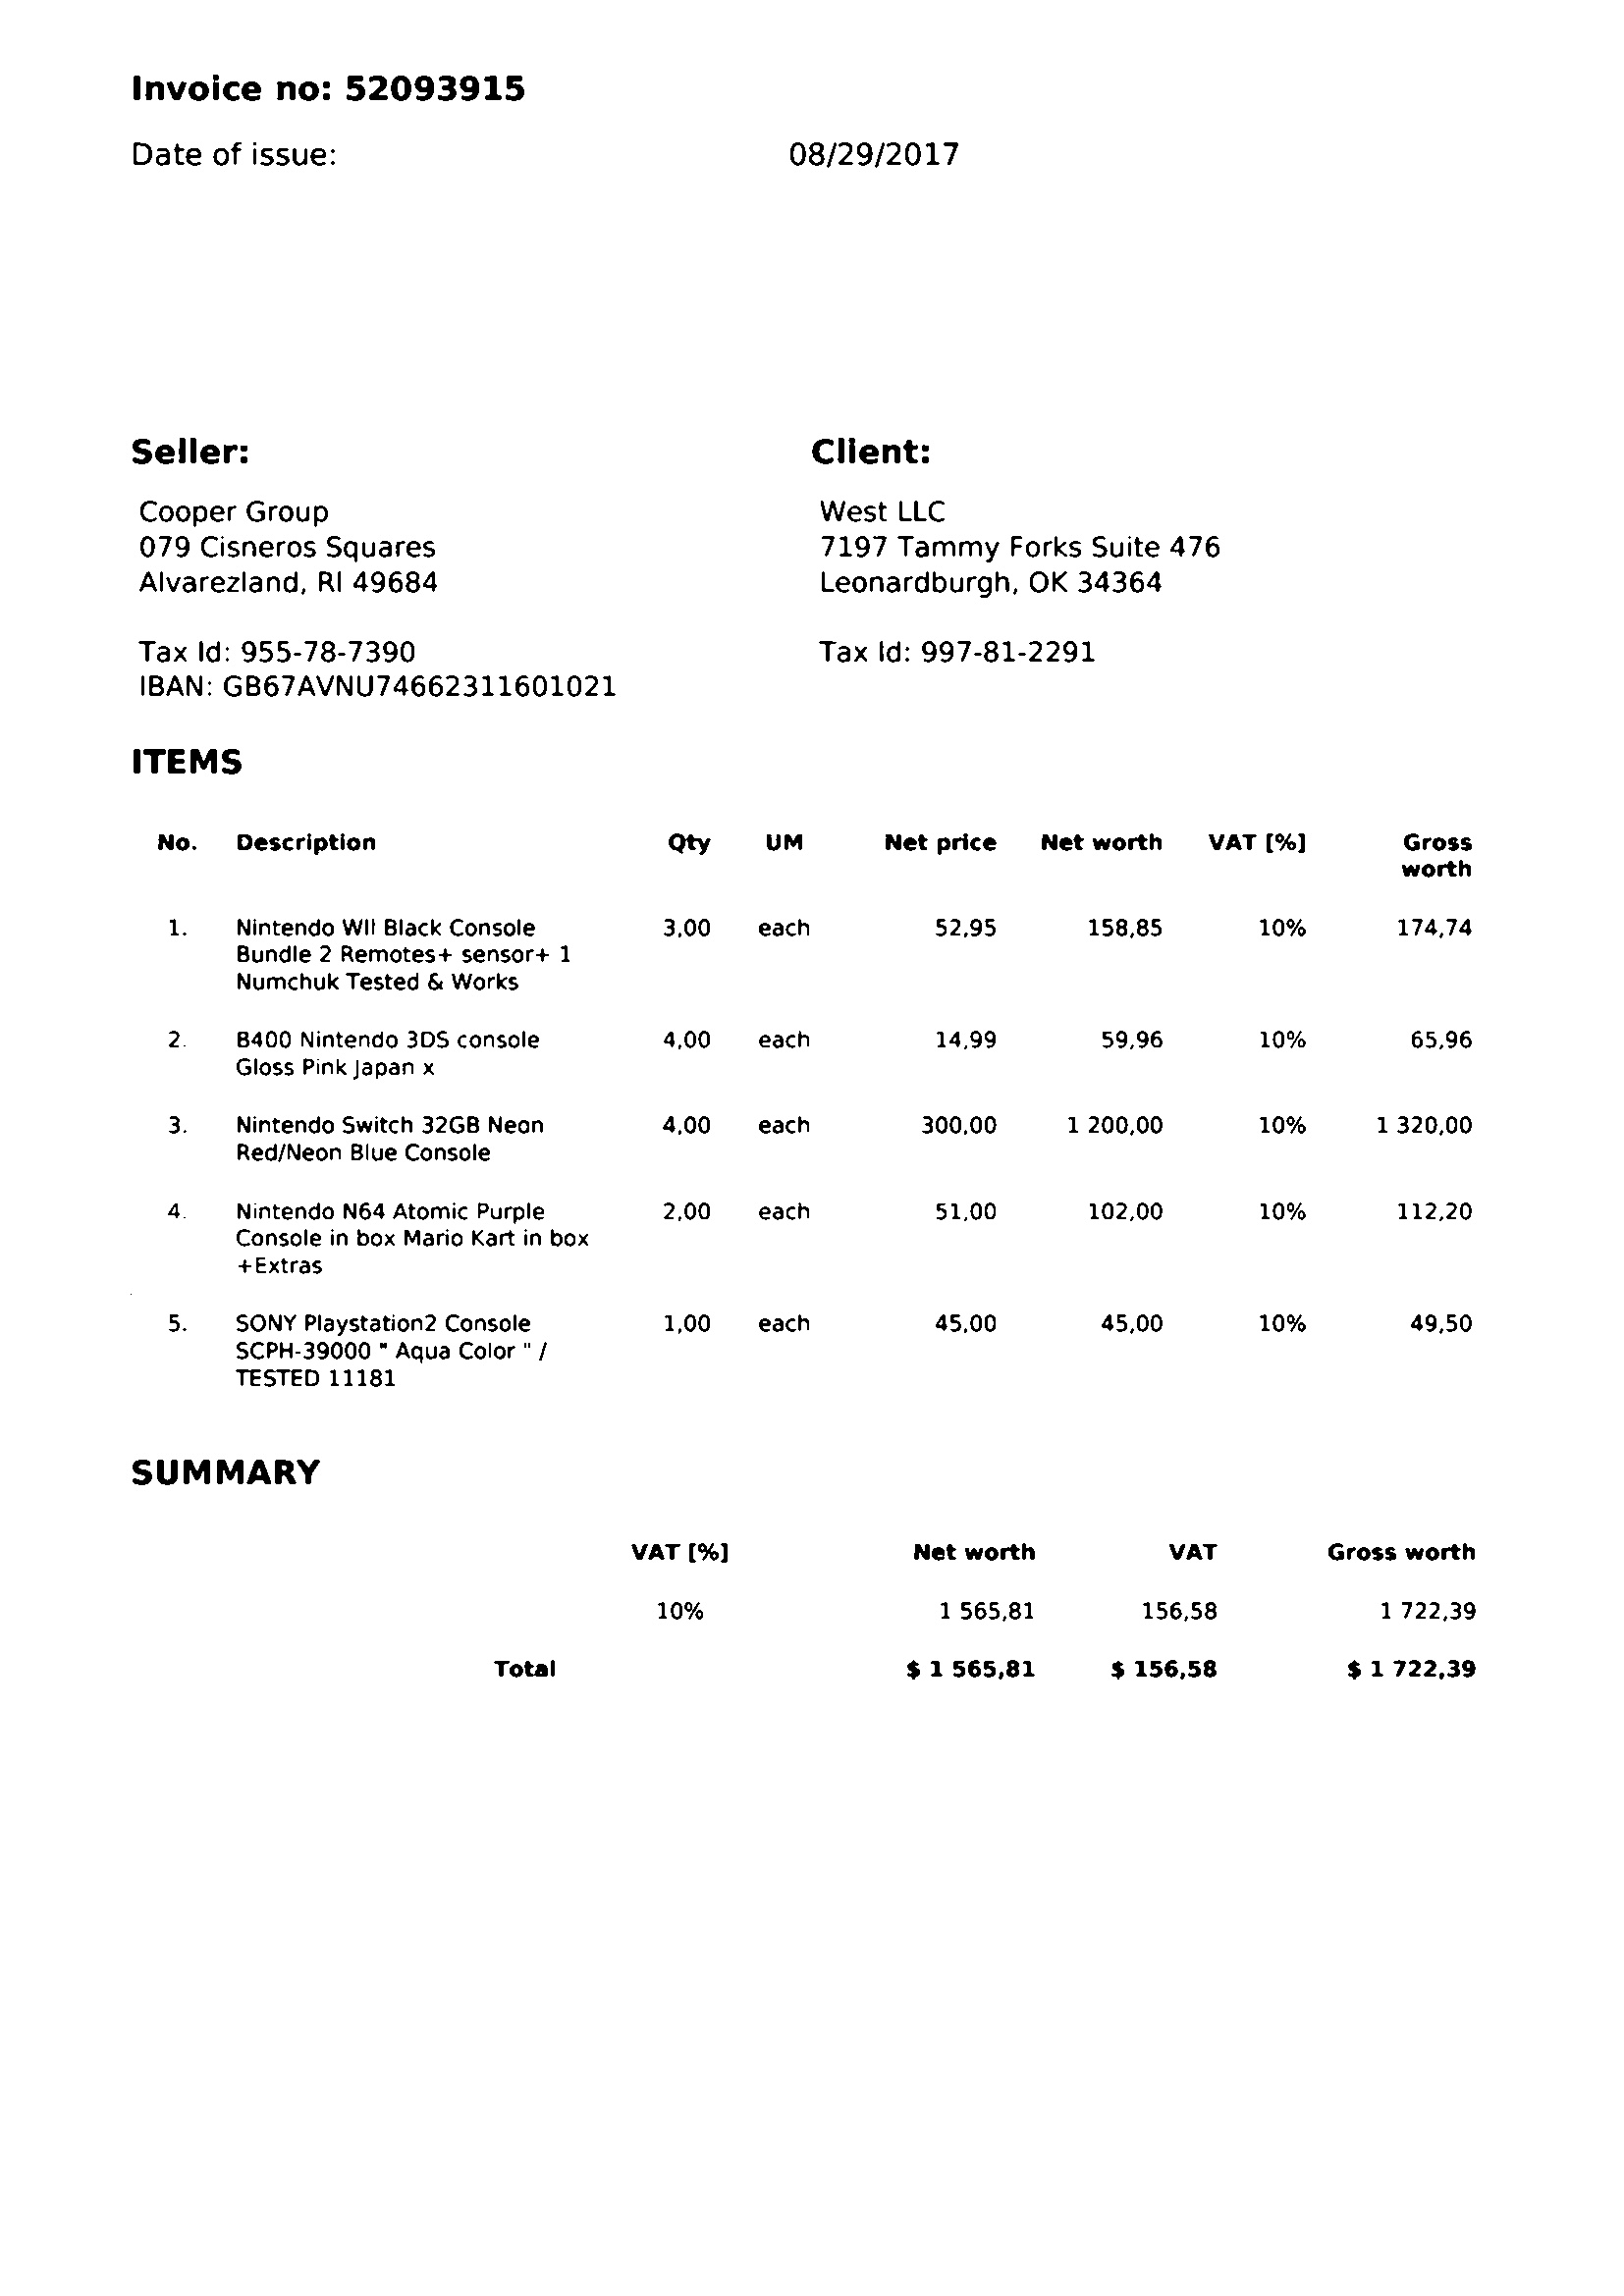 Invoice no: 52093915
Date of issue: 08/29/2017
Seller: Client:
Cooper Group West LLC
079 Cisneros Squares 7197 Tammy Forks Suite 476
Alvarezland, RI 49684 Leonardburgh, OK 34364
Tax Id: 955-78-7390 Tax Id: 997-81-2291
IBAN: GB67AVNU74662311601021
ITEMS
No. Description Qty UM Net price Net worth VAT [%] Gross
worth
1. Nintendo WII Black Console 3,00 each 52,95 158,85 10% 174,74
Bundle 2 Remotes+ sensor+ 1
Numchuk Tested & Works
2. B400 Nintendo 3DS console 4,00 each 14,99 59,96 10% 65,96
Gloss Pink Japan x
3. Nintendo Switch 32GB Neon 4,00 each 300,00 1 200,00 10% 1 320,00
Red/Neon Blue Console
4. Nintendo N64 Atomic Purple 2,00 each 51,00 102,00 10% 112,20
Console in box Mario Kart in box
+Extras
5. SONY Playstation2 Console 1,00 each 45,00 45,00 10% 49,50
SCPH-39000 " Aqua Color " /
TESTED 11181
SUMMARY
VAT [%] Net worth VAT Gross worth
10% 1 565,81 156,58 1 722,39
Total $ 1 565,81 $ 156,58 $ 1 722,39